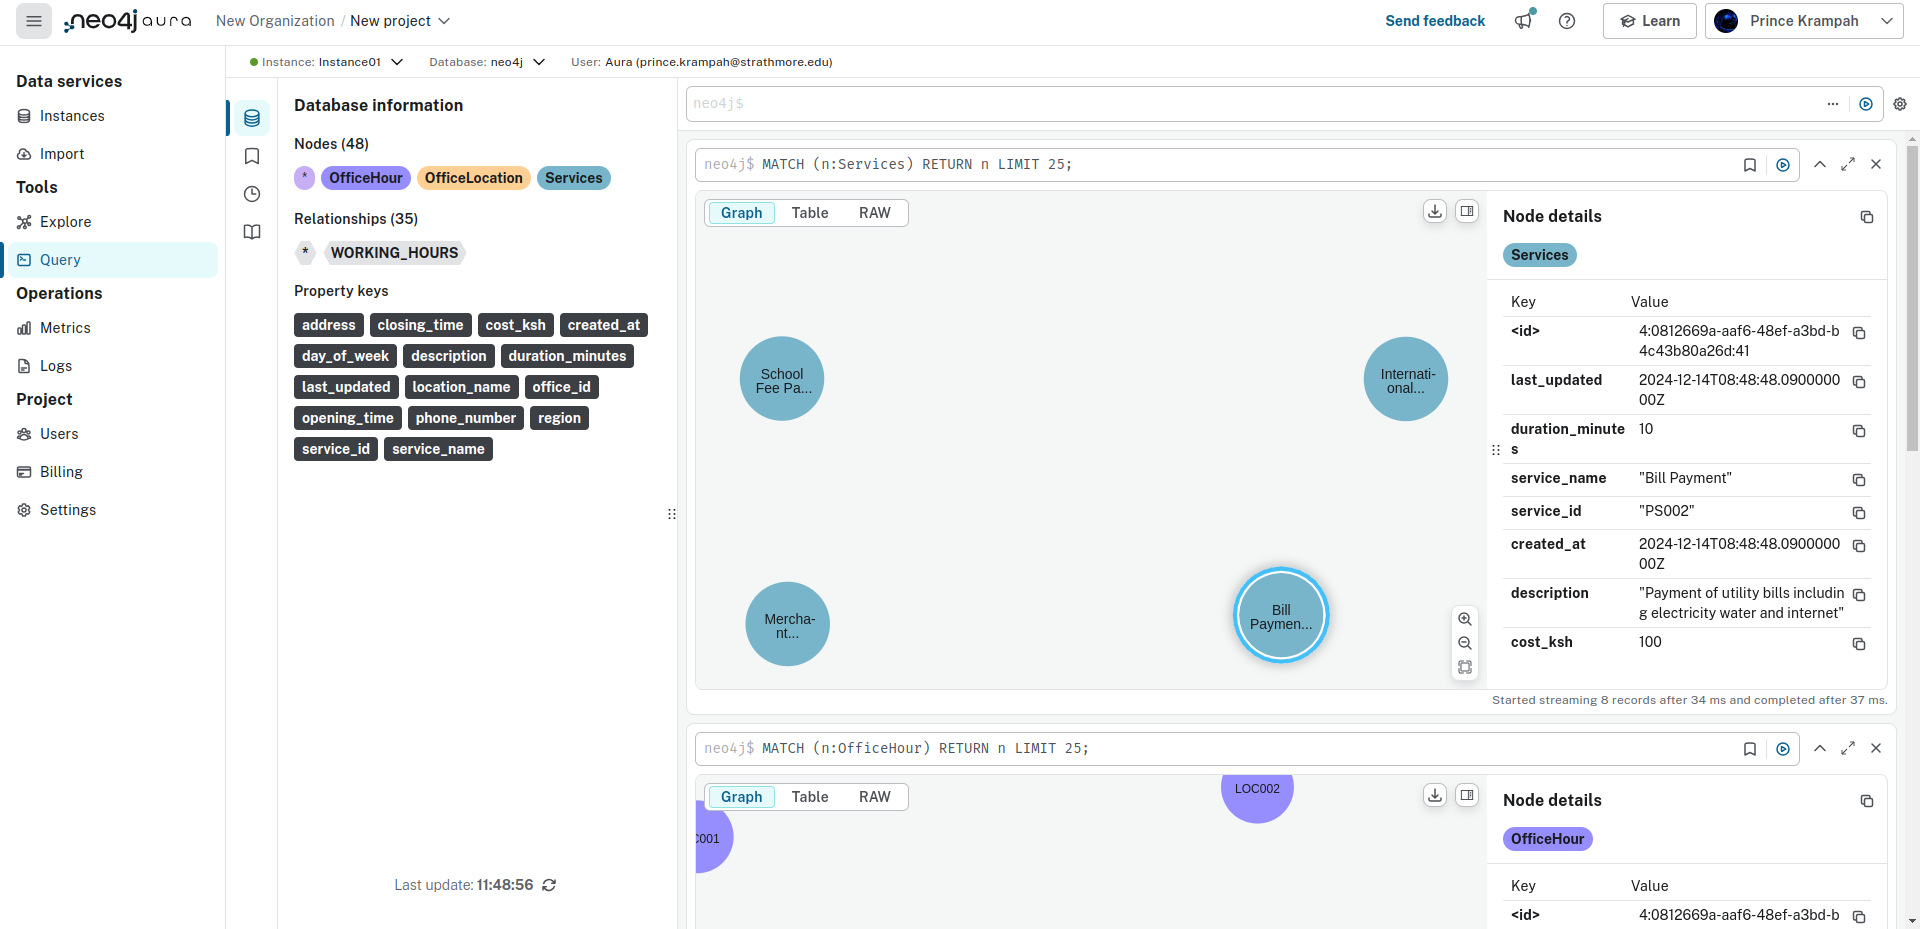 neo4j aura
New Organization / New project
Send feedback
Learn
Prince Krampah
Instance: Instance01
Database: neo4j
User: Aura (prince.krampah@strathmore.edu)
Data services
Instances
Import
Tools
Explore
Query
Operations
Metrics
Logs
Project
Users
Billing
Settings
Database information
Nodes (48)
* OfficeHour OfficeLocation Services
Relationships (35)
* WORKING_HOURS
Property keys
address closing_time cost_ksh created_at
day_of_week description duration_minutes
last_updated location_name office_id
opening_time phone_number region
service_id service_name
Last update: 11:48:56
neo4j$
neo4j$ MATCH (n:Services) RETURN n LIMIT 25;
Graph Table RAW
School
Fee Pa...
Internati-
onal...
Mercha-
nt...
Bill
Paymen...
Node details
Services
Key Value
<id> 4:0812669a-aaf6-48ef-a3bd-b
4c43b80a26d:41
last_updated 2024-12-14T08:48:48.0900000
00Z
duration_minute 10
s
service_name "Bill Payment"
service_id "PS002"
created_at 2024-12-14T08:48:48.0900000
00Z
description "Payment of utility bills includin
g electricity water and internet"
cost_ksh 100
Started streaming 8 records after 34 ms and completed after 37 ms.
neo4j$ MATCH (n:OfficeHour) RETURN n LIMIT 25;
Graph Table RAW
LOC002
C001
Node details
OfficeHour
Key Value
<id> 4:0812669a-aaf6-48ef-a3bd-b